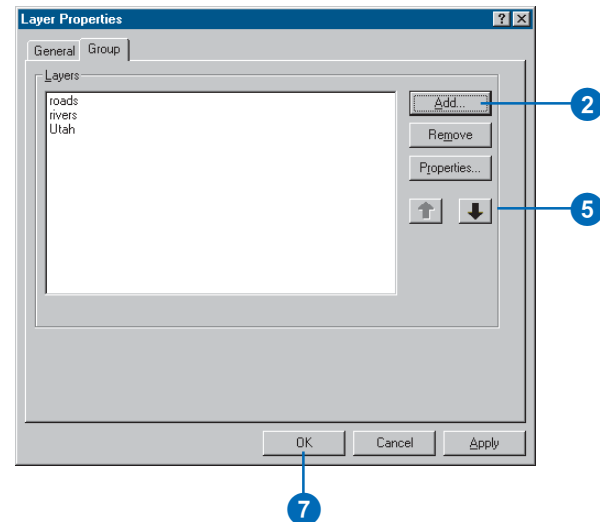 Layer Properties
General
Group
Layers
roads
rivers
Utah
Add...
2
Remove
Properties...
5
OK
Cancel
Apply
7